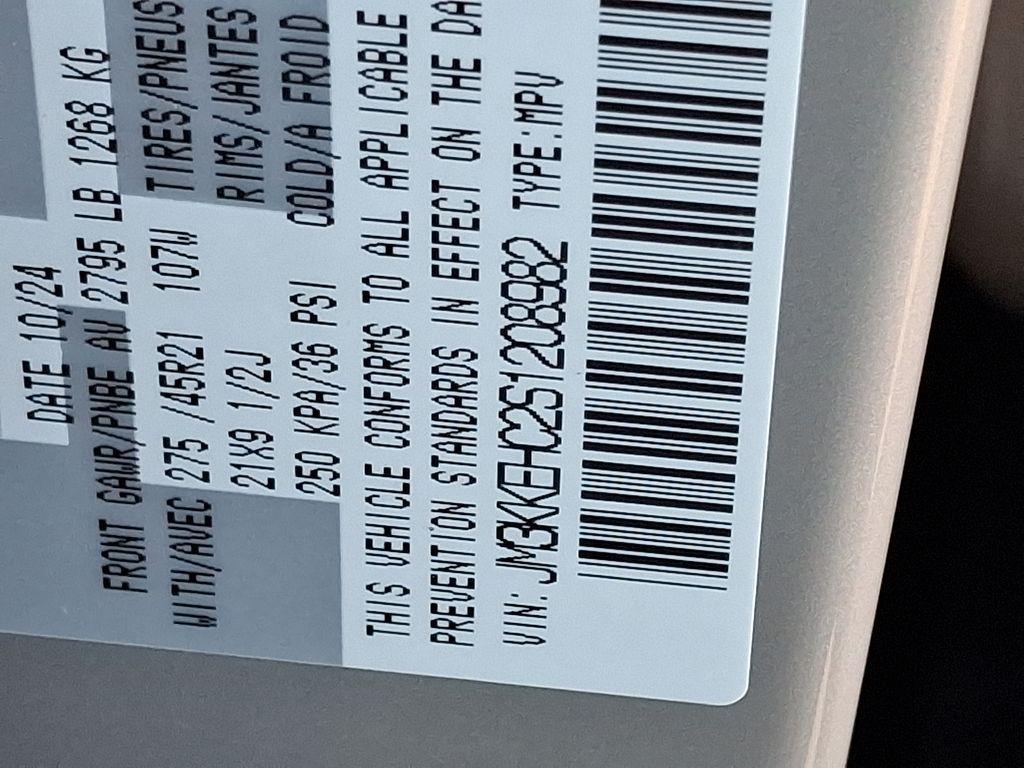 DATE 10/24
FRONT GAWR/PNBE AV 2795 LB 1268 KG
WITH/AVEC 275 /45R21 107W TIRES/PNEUS
21X9 1/2J RIMS/JANTES
250 KPA/36 PSI COLD/A FROID
THIS VEHICLE CONFORMS TO ALL APPLICABLE
PREVENTION STANDARDS IN EFFECT ON THE DA
VIN: JM3KKEHC2S1208982 TYPE:MPV